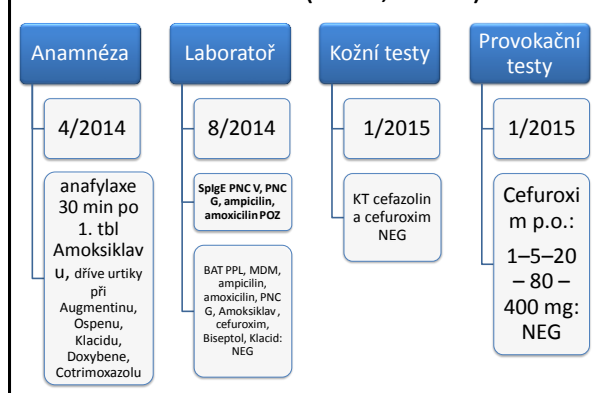 Anamnéza
4/2014
anafylaxe
30 min po
1. tbl
Amoksiklav
u, dříve urtiky
při
Augmentinu,
Ospenu,
Klacidu,
Doxybene,
Cotrimoxazolu
Laboratoř
8/2014
SpIgE PNC V, PNC
G, ampicilin,
amoxicilin POZ
BAT PPL, MDM,
ampicilin,
amoxicilin, PNC
G, Amoksiklav,
cefuroxim,
Biseptol, Klacid:
NEG
Kožní testy
1/2015
KT cefazolin
a cefuroxim
NEG
Provokační
testy
1/2015
Cefuroxi
m p.o.:
1–5–20
– 80 –
400 mg:
NEG